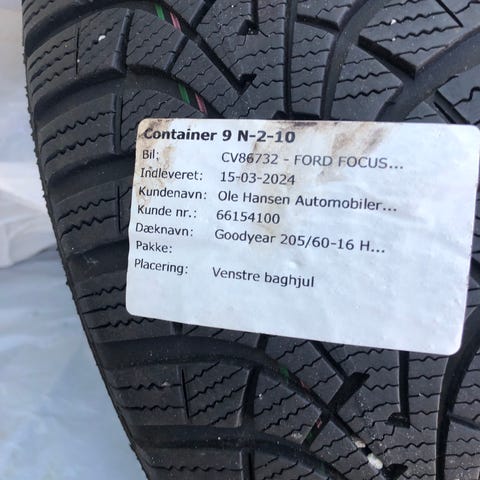 Container 9 N-2-10
Bil: CV86732 - FORD FOCUS...
Indleveret: 15-03-2024
Kundenavn: Ole Hansen Automobiler...
Kunde nr.: 66154100
Dæknavn: Goodyear 205/60-16 H...
Pakke:
Placering: Venstre baghjul